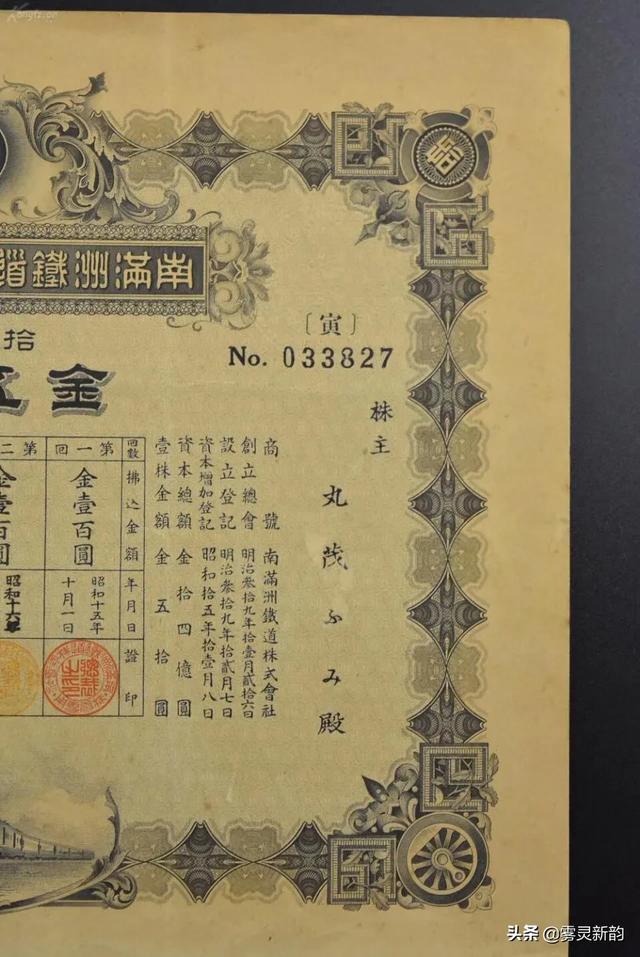 南滿洲鐵道
〔寅〕
No. 033827
拾
金
株主
丸茂ふみ殿
商號 南滿洲鐵道株式會社
創立總會 明治參拾九年拾壹月貳拾六日
設立登記 明治參拾九年拾貳月七日
資本增加登記 昭和拾五年拾壹月八日
資本總額 金拾四億圓
壹株金額 金五拾圓
回數 拂込金額 年月日 證印
第一回 金壹百圓 昭和十五年十月一日
第二 金壹百圓 昭和十六年
头条 @雾灵新韵